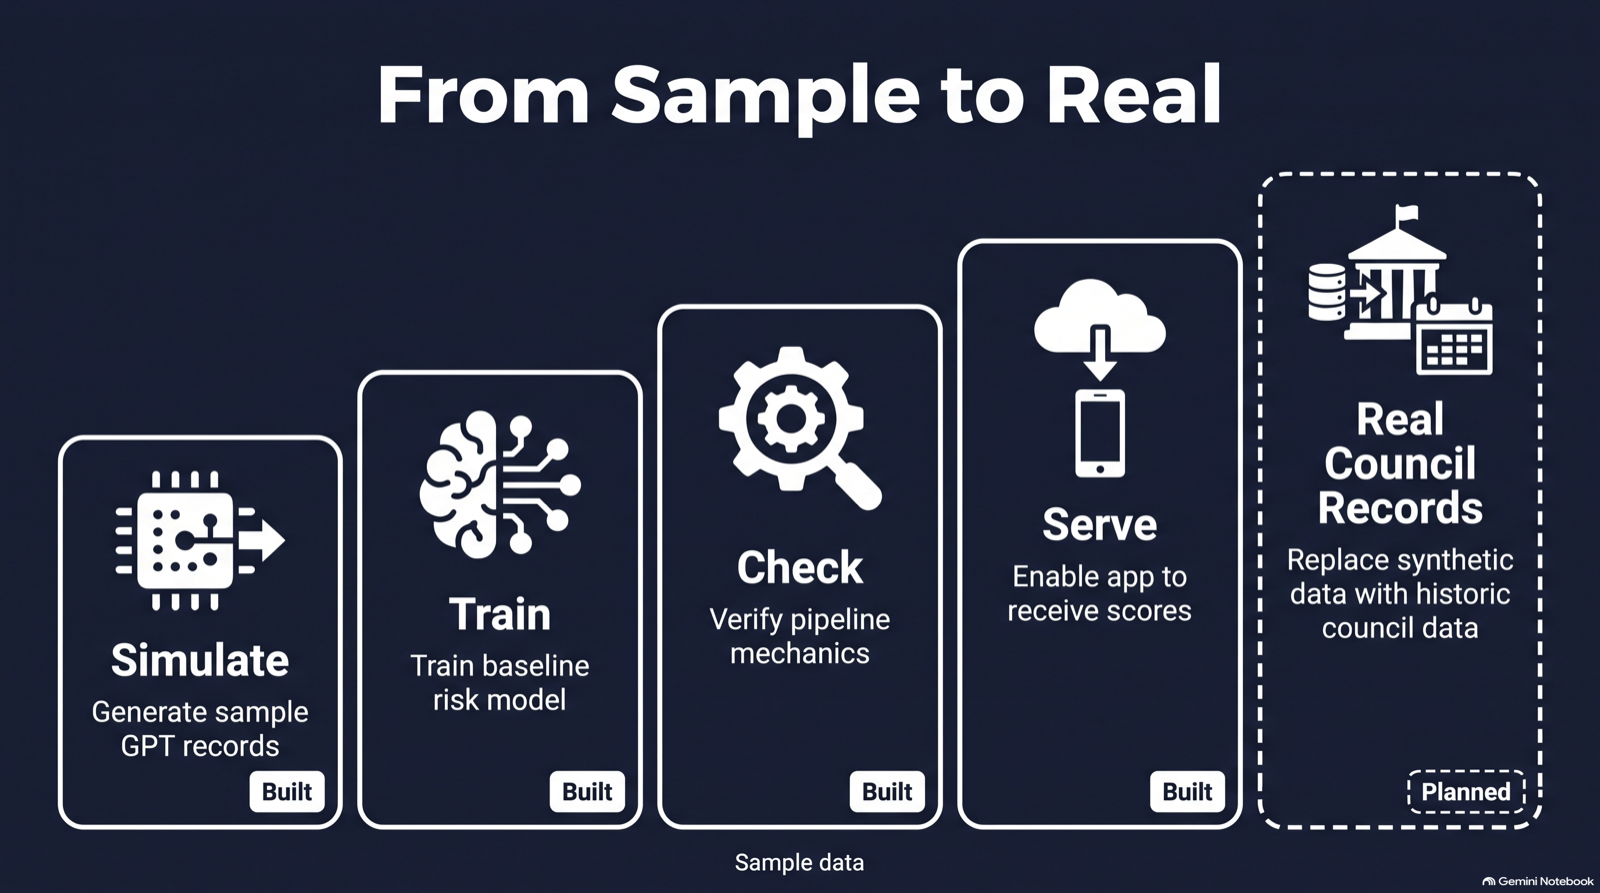 From Sample to Real
Simulate
Generate sample
GPT records
Built
Train
Train baseline
risk model
Built
Check
Verify pipeline
mechanics
Built
Serve
Enable app to
receive scores
Built
Real
Council
Records
Replace synthetic
data with historic
council data
Planned
Sample data
Gemini Notebook